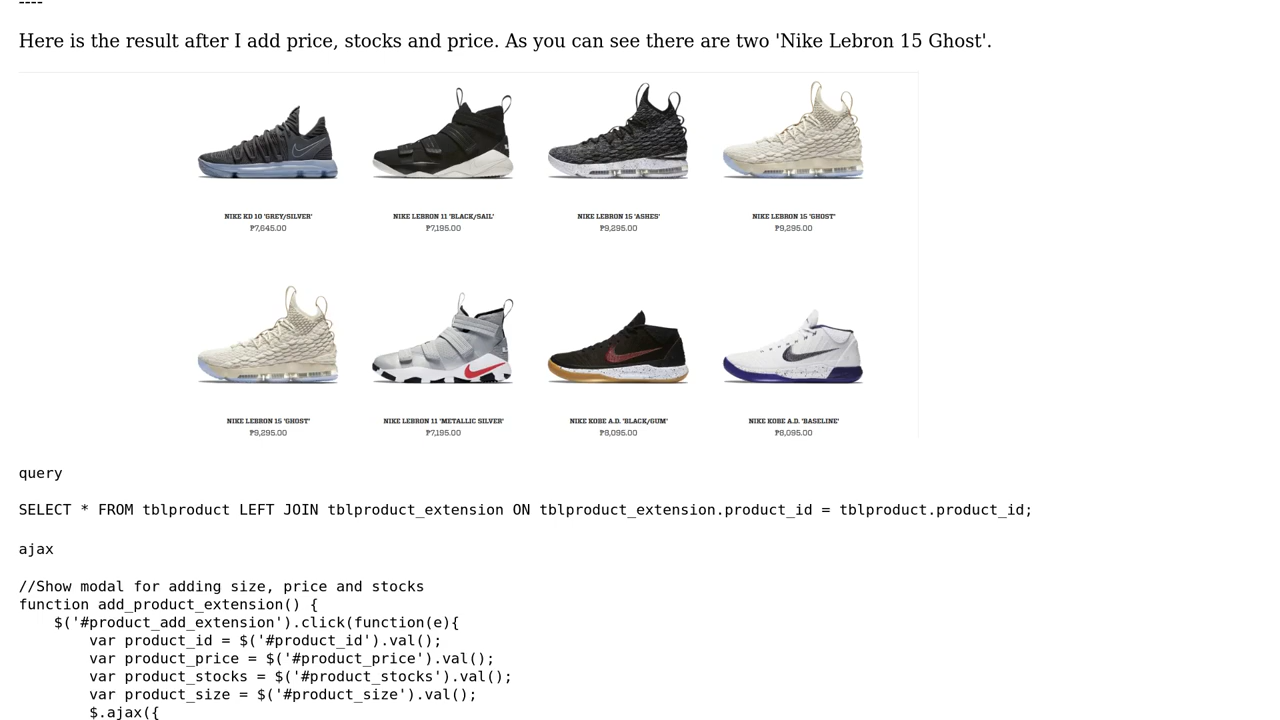 ----
Here is the result after I add price, stocks and price. As you can see there are two 'Nike Lebron 15 Ghost'.
NIKE KD 10 'GREY/SILVER' NIKE LEBRON 11 'BLACK/SAIL' NIKE LEBRON 15 'ASHES' NIKE LEBRON 15 'GHOST'
₱7,645.00 ₱7,195.00 ₱9,295.00 ₱9,295.00
NIKE LEBRON 15 'GHOST' NIKE LEBRON 11 'METALLIC SILVER' NIKE KOBE A.D. 'BLACK/GUM' NIKE KOBE A.D. 'BASELINE'
₱9,295.00 ₱7,195.00 ₱8,095.00 ₱8,095.00
query
SELECT * FROM tblproduct LEFT JOIN tblproduct_extension ON tblproduct_extension.product_id = tblproduct.product_id;
ajax
//Show modal for adding size, price and stocks
function add_product_extension() {
    $('#product_add_extension').click(function(e){
        var product_id = $('#product_id').val();
        var product_price = $('#product_price').val();
        var product_stocks = $('#product_stocks').val();
        var product_size = $('#product_size').val();
        $.ajax({